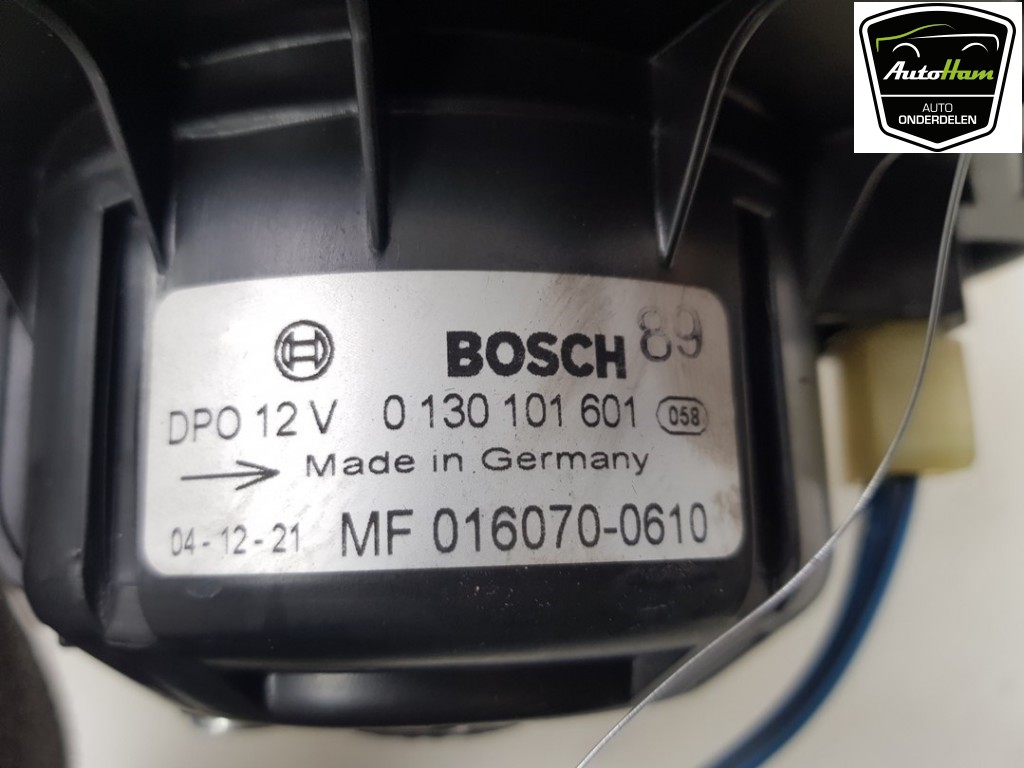 AutoHam
AUTO
ONDERDELEN
BOSCH 89
DPO 12 V 0 130 101 601 058
Made in Germany
04-12-21 MF 016070-0610